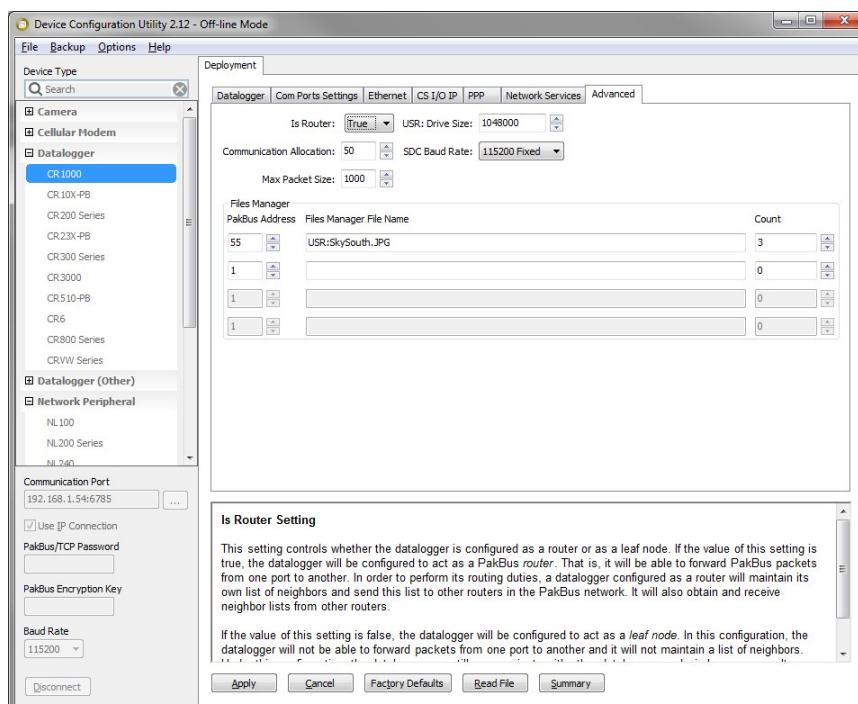 Device Configuration Utility 2.12 - Off-line Mode
File Backup Options Help
Device Type
Search
Camera
Cellular Modem
Datalogger
CR1000
CR10X-PB
CR200 Series
CR23X-PB
CR300 Series
CR3000
CR510-PB
CR6
CR800 Series
CRVW Series
Datalogger (Other)
Network Peripheral
NL100
NL200 Series
NL240
Communication Port
192.168.1.54:6785 ...
Use IP Connection
PakBus/TCP Password
PakBus Encryption Key
Baud Rate
115200
Disconnect
Deployment
Datalogger Com Ports Settings Ethernet CS I/O IP PPP Network Services Advanced
Is Router: True USR: Drive Size: 1048000
Communication Allocation: 50 SDC Baud Rate: 115200 Fixed
Max Packet Size: 1000
Files Manager
PakBus Address Files Manager File Name Count
55 USR:SkySouth.JPG 3
1 0
1 0
1 0
Is Router Setting
This setting controls whether the datalogger is configured as a router or as a leaf node. If the value of this setting is
true, the datalogger will be configured to act as a PakBus router. That is, it will be able to forward PakBus packets
from one port to another. In order to perform its routing duties, a datalogger configured as a router will maintain its
own list of neighbors and send this list to other routers in the PakBus network. It will also obtain and receive
neighbor lists from other routers.
If the value of this setting is false, the datalogger will be configured to act as a leaf node. In this configuration, the
datalogger will not be able to forward packets from one port to another and it will not maintain a list of neighbors.
Apply Cancel Factory Defaults Read File Summary